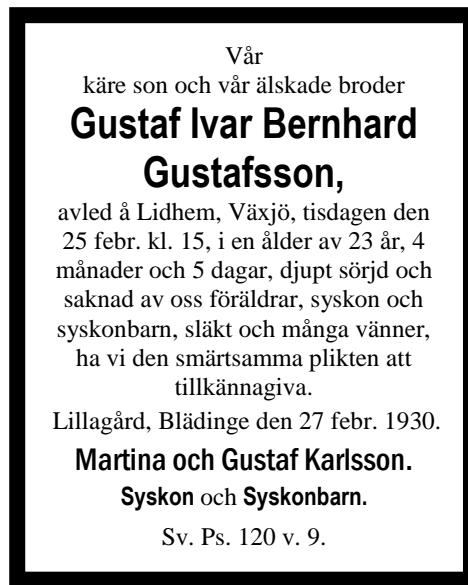 Vår
käre son och vår älskade broder
Gustaf Ivar Bernhard
Gustafsson,
avled å Lidhem, Växjö, tisdagen den
25 febr. kl. 15, i en ålder av 23 år, 4
månader och 5 dagar, djupt sörjd och
saknad av oss föräldrar, syskon och
syskonbarn, släkt och många vänner,
ha vi den smärtsamma plikten att
tillkännagiva.
Lillagård, Blädinge den 27 febr. 1930.
Martina och Gustaf Karlsson.
Syskon och Syskonbarn.
Sv. Ps. 120 v. 9.